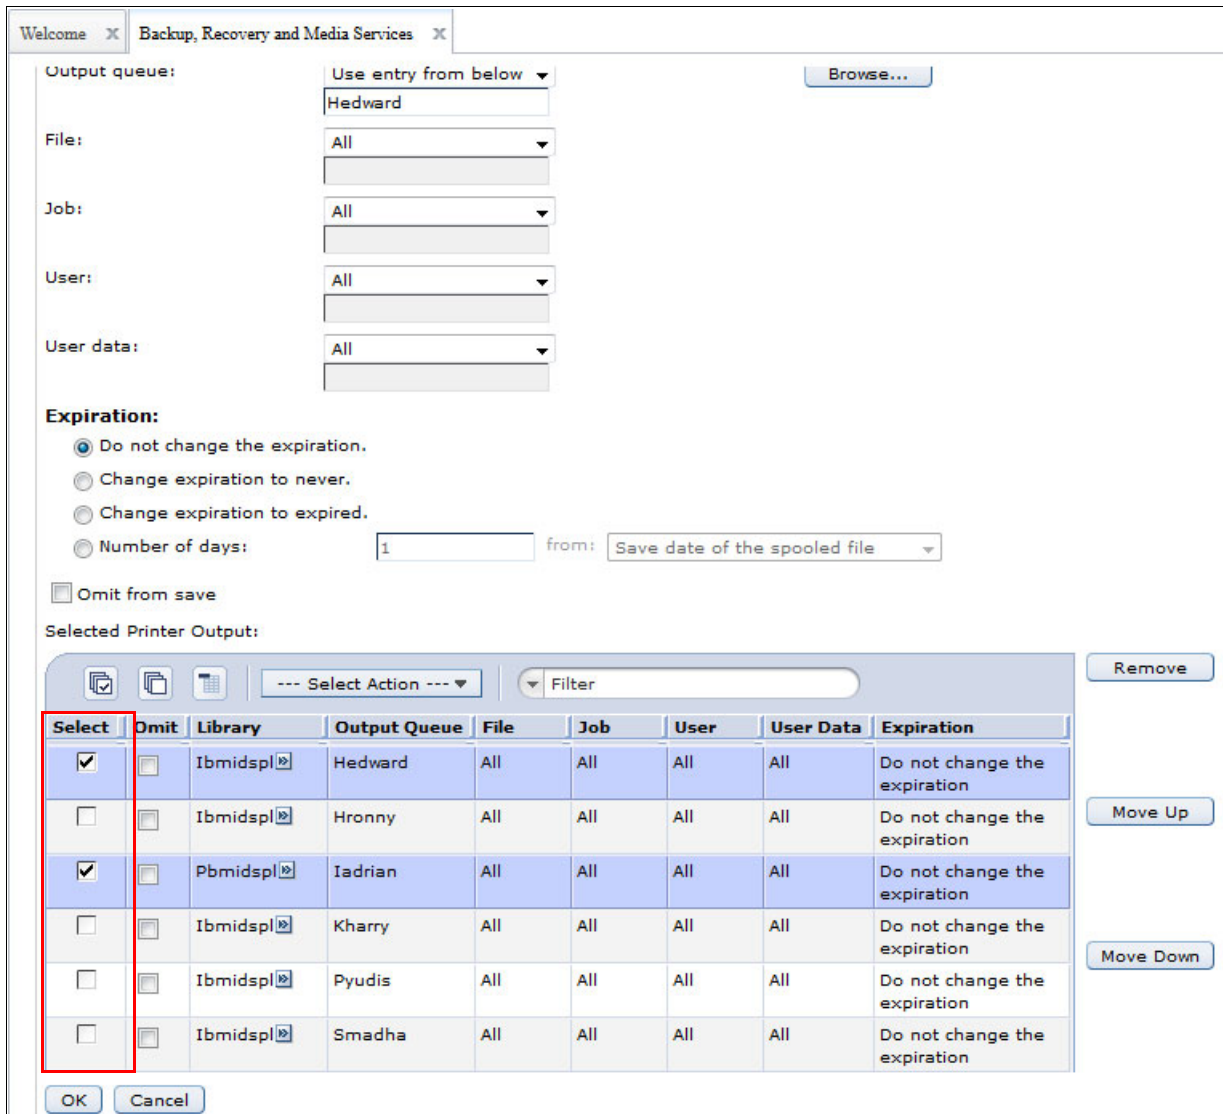 Welcome X Backup, Recovery and Media Services X
Output queue: Use entry from below Browse...
Hedward
File: All
Job: All
User: All
User data: All
Expiration:
Do not change the expiration.
Change expiration to never.
Change expiration to expired.
Number of days: 1 from: Save date of the spooled file
Omit from save
Selected Printer Output:
--- Select Action --- Filter Remove
Select Omit Library Output Queue File Job User User Data Expiration
Ibmidspl Hedward All All All All Do not change the
expiration
Ibmidspl Hronny All All All All Do not change the
expiration
Move Up
Pbmidspl Iadrian All All All All Do not change the
expiration
Ibmidspl Kharry All All All All Do not change the
expiration
Move Down
Ibmidspl Pyudis All All All All Do not change the
expiration
Ibmidspl Smadha All All All All Do not change the
expiration
OK Cancel